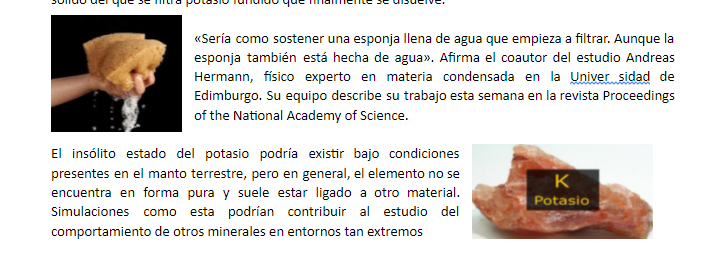 sólido del que se filtra potasio fundido que finalmente se disuelve.
«Sería como sostener una esponja llena de agua que empieza a filtrar. Aunque la
esponja también está hecha de agua». Afirma el coautor del estudio Andreas
Hermann, físico experto en materia condensada en la Univer sidad de
Edimburgo. Su equipo describe su trabajo esta semana en la revista Proceedings
of the National Academy of Science.
El insólito estado del potasio podría existir bajo condiciones
presentes en el manto terrestre, pero en general, el elemento no se
encuentra en forma pura y suele estar ligado a otro material.
Simulaciones como esta podrían contribuir al estudio del
comportamiento de otros minerales en entornos tan extremos
K
Potasio